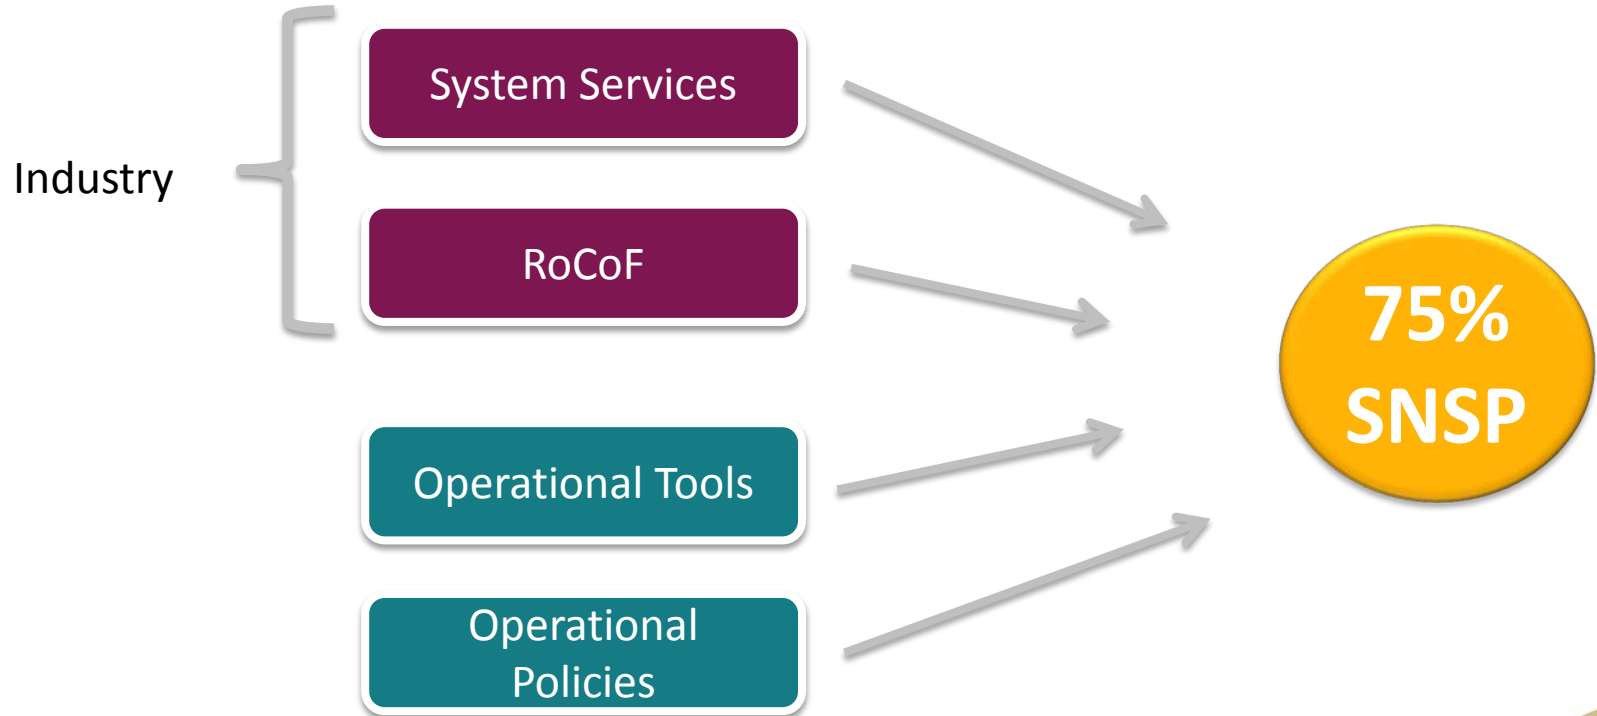 System Services
Industry
RoCoF
75%
SNSP
Operational Tools
Operational
Policies